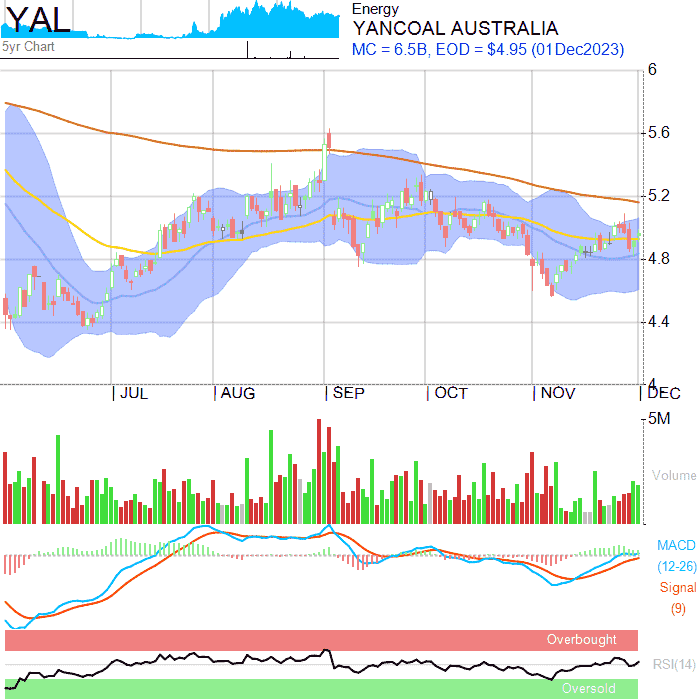 YAL
5yr Chart
Energy
YANCOAL AUSTRALIA
MC = 6.5B, EOD = $4.95 (01Dec2023)
6
5.6
5.2
4.8
4.4
4
JUL AUG SEP OCT NOV DEC
5M
Volume
MACD
(12-26)
Signal
(9)
Overbought
RSI(14)
Oversold